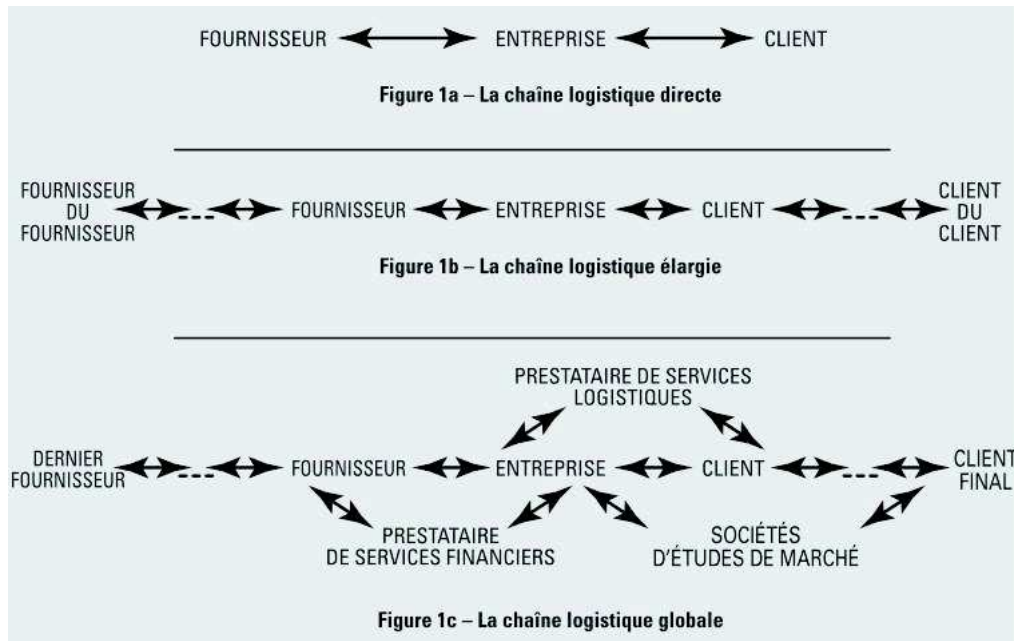 FOURNISSEUR ENTREPRISE CLIENT
Figure 1a – La chaîne logistique directe
FOURNISSEUR
DU
FOURNISSEUR
FOURNISSEUR ENTREPRISE CLIENT
CLIENT
DU
CLIENT
Figure 1b – La chaîne logistique élargie
PRESTATAIRE DE SERVICES
LOGISTIQUES
DERNIER
FOURNISSEUR
FOURNISSEUR ENTREPRISE CLIENT
CLIENT
FINAL
PRESTATAIRE
DE SERVICES FINANCIERS
SOCIÉTÉS
D'ÉTUDES DE MARCHÉ
Figure 1c – La chaîne logistique globale